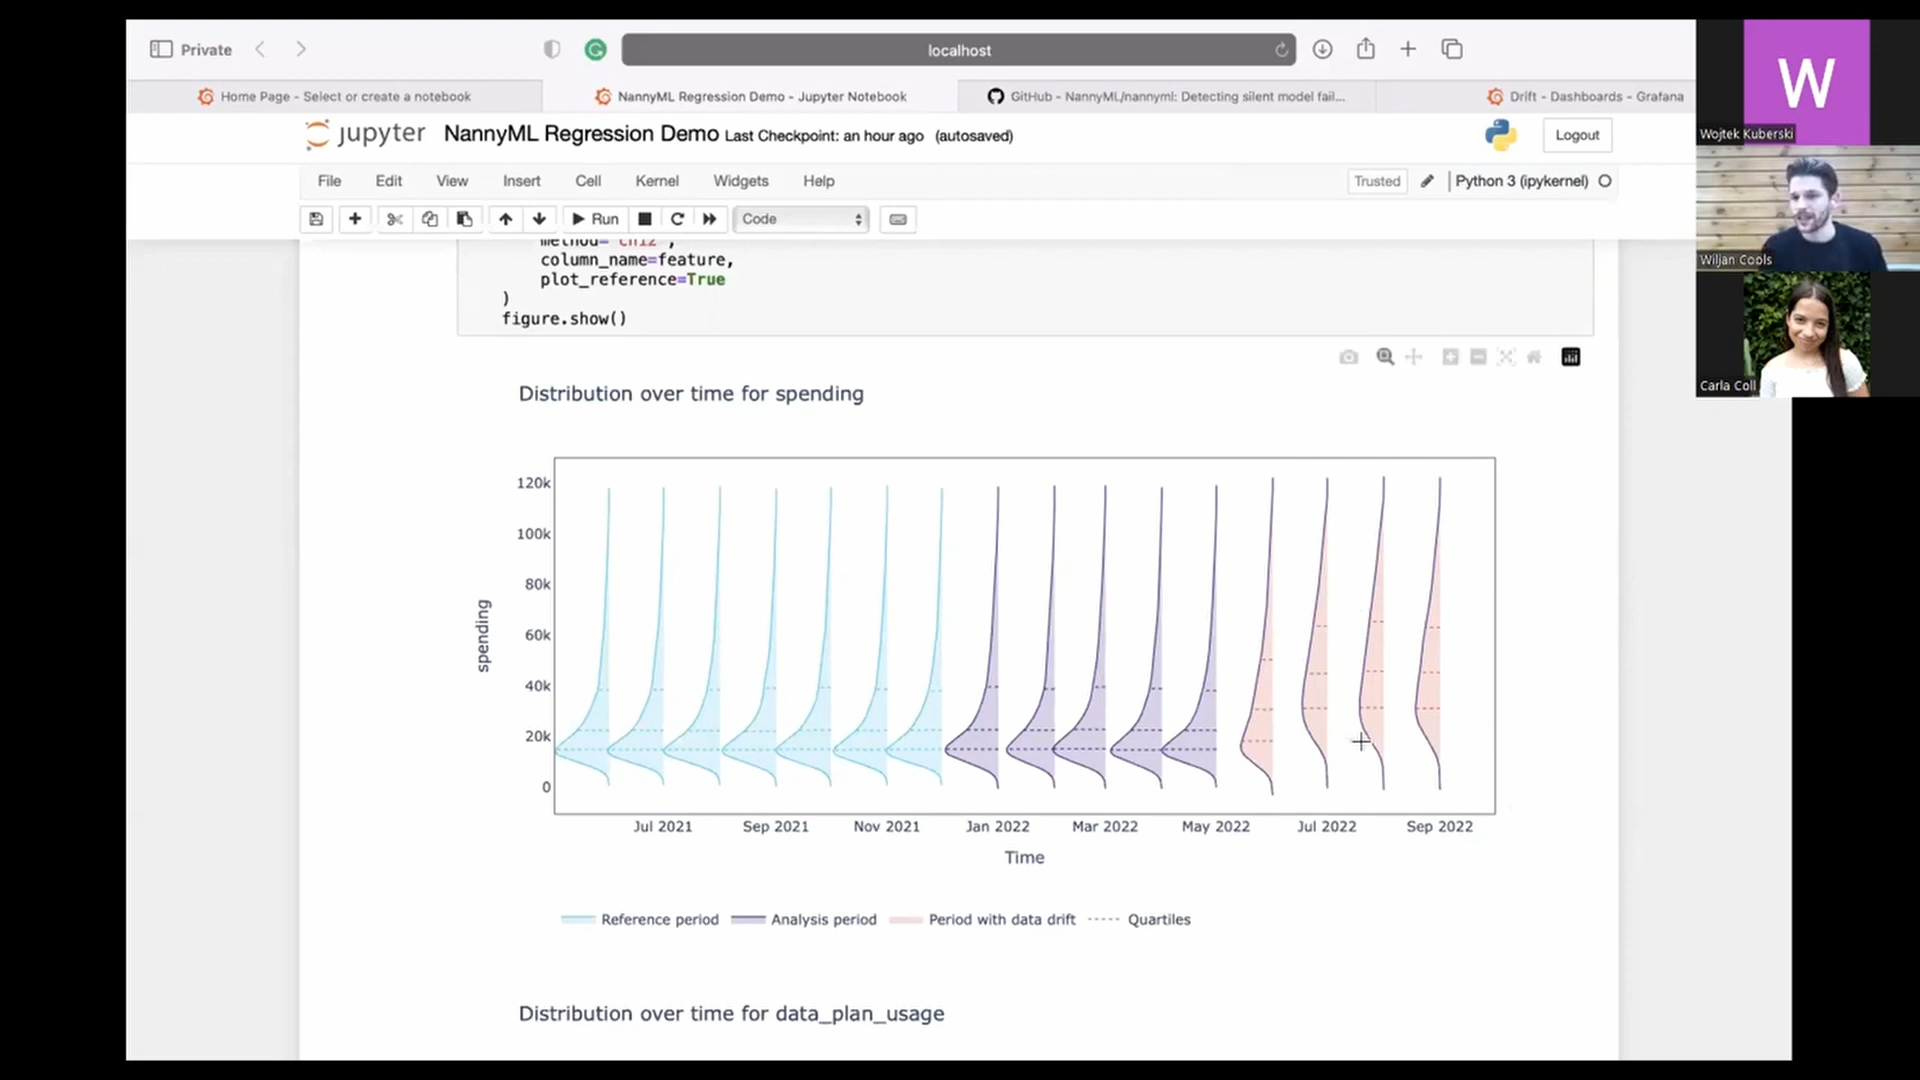 Private
localhost
Home Page - Select or create a notebook
NannyML Regression Demo - Jupyter Notebook
GitHub - NannyML/nannyml: Detecting silent model fail...
Drift - Dashboards - Grafana
W
Wojtek Kuberski
Wiljan Cools
Carla Coll
jupyter NannyML Regression Demo Last Checkpoint: an hour ago (autosaved)
Logout
File Edit View Insert Cell Kernel Widgets Help
Trusted Python 3 (ipykernel)
Run Code
method='chi2',
column_name=feature,
plot_reference=True
)
figure.show()
Distribution over time for spending
120k
100k
80k
60k
40k
20k
0
spending
Jul 2021 Sep 2021 Nov 2021 Jan 2022 Mar 2022 May 2022 Jul 2022 Sep 2022
Time
Reference period Analysis period Period with data drift Quartiles
Distribution over time for data_plan_usage